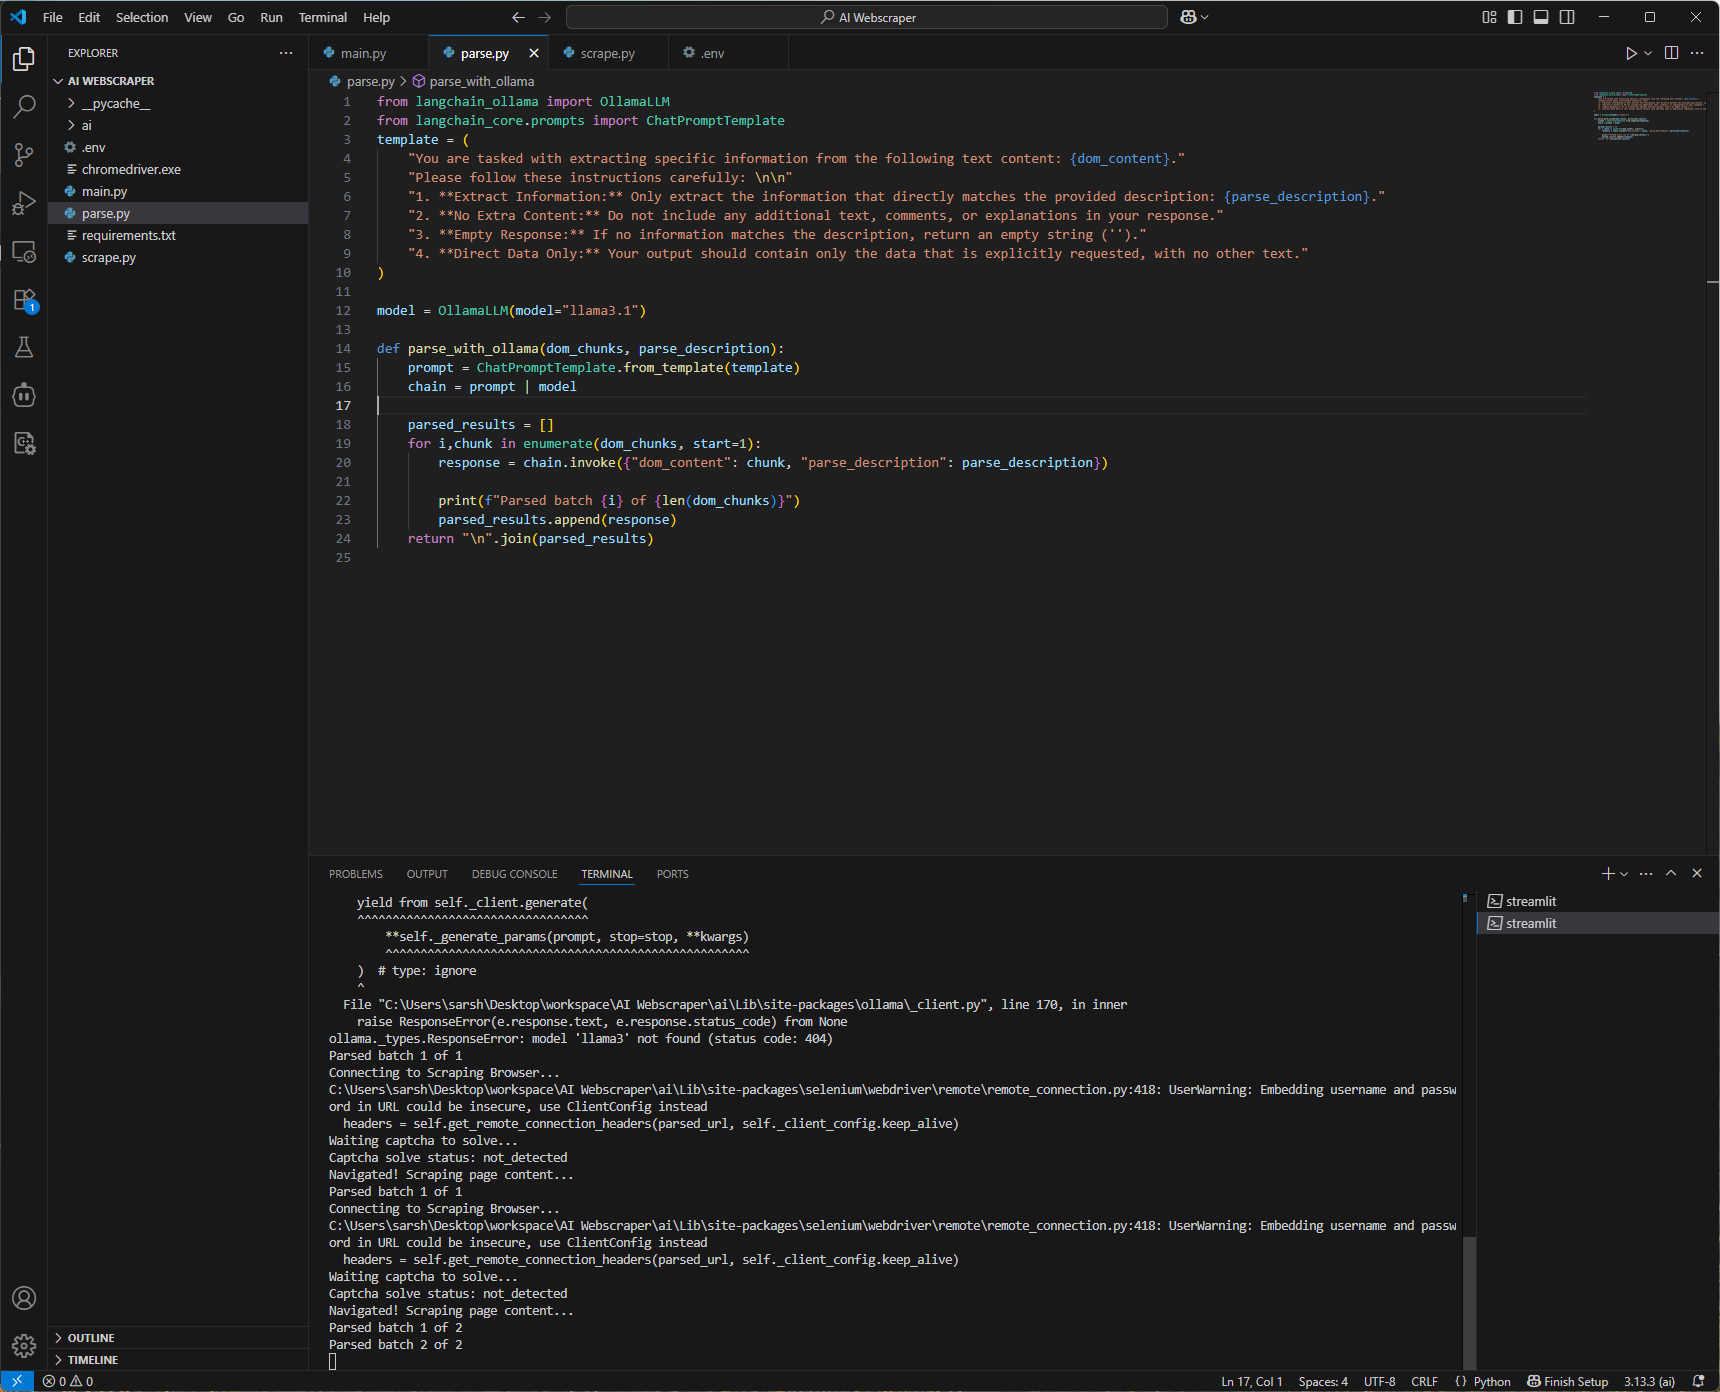 File Edit Selection View Go Run Terminal Help
AI Webscraper
EXPLORER
AI WEBSCRAPER
__pycache__
ai
.env
chromedriver.exe
main.py
parse.py
requirements.txt
scrape.py
1
OUTLINE
TIMELINE
main.py parse.py scrape.py .env
parse.py > parse_with_ollama
1 from langchain_ollama import OllamaLLM
2 from langchain_core.prompts import ChatPromptTemplate
3 template = (
4     "You are tasked with extracting specific information from the following text content: {dom_content}."
5     "Please follow these instructions carefully: \n\n"
6     "1. **Extract Information:** Only extract the information that directly matches the provided description: {parse_description}."
7     "2. **No Extra Content:** Do not include any additional text, comments, or explanations in your response."
8     "3. **Empty Response:** If no information matches the description, return an empty string ('')."
9     "4. **Direct Data Only:** Your output should contain only the data that is explicitly requested, with no other text."
10 )
11
12 model = OllamaLLM(model="llama3.1")
13
14 def parse_with_ollama(dom_chunks, parse_description):
15     prompt = ChatPromptTemplate.from_template(template)
16     chain = prompt | model
17
18     parsed_results = []
19     for i,chunk in enumerate(dom_chunks, start=1):
20         response = chain.invoke({"dom_content": chunk, "parse_description": parse_description})
21
22         print(f"Parsed batch {i} of {len(dom_chunks)}")
23         parsed_results.append(response)
24     return "\n".join(parsed_results)
25
PROBLEMS OUTPUT DEBUG CONSOLE TERMINAL PORTS
streamlit
streamlit
    yield from self._client.generate(
    ^^^^^^^^^^^^^^^^^^^^^^^^^^^^^^^^^
        **self._generate_params(prompt, stop=stop, **kwargs)
        ^^^^^^^^^^^^^^^^^^^^^^^^^^^^^^^^^^^^^^^^^^^^^^^^^^^^
    )  # type: ignore
    ^
  File "C:\Users\sarsh\Desktop\workspace\AI Webscraper\ai\Lib\site-packages\ollama\_client.py", line 170, in inner
    raise ResponseError(e.response.text, e.response.status_code) from None
ollama._types.ResponseError: model 'llama3' not found (status code: 404)
Parsed batch 1 of 1
Connecting to Scraping Browser...
C:\Users\sarsh\Desktop\workspace\AI Webscraper\ai\Lib\site-packages\selenium\webdriver\remote\remote_connection.py:418: UserWarning: Embedding username and passw
ord in URL could be insecure, use ClientConfig instead
  headers = self.get_remote_connection_headers(parsed_url, self._client_config.keep_alive)
Waiting captcha to solve...
Captcha solve status: not_detected
Navigated! Scraping page content...
Parsed batch 1 of 1
Connecting to Scraping Browser...
C:\Users\sarsh\Desktop\workspace\AI Webscraper\ai\Lib\site-packages\selenium\webdriver\remote\remote_connection.py:418: UserWarning: Embedding username and passw
ord in URL could be insecure, use ClientConfig instead
  headers = self.get_remote_connection_headers(parsed_url, self._client_config.keep_alive)
Waiting captcha to solve...
Captcha solve status: not_detected
Navigated! Scraping page content...
Parsed batch 1 of 2
Parsed batch 2 of 2
0 0 Ln 17, Col 1 Spaces: 4 UTF-8 CRLF {} Python Finish Setup 3.13.3 (ai)